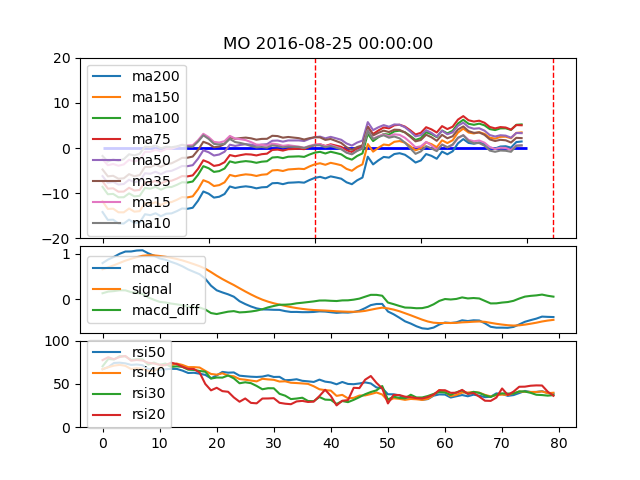 MO 2016-08-25 00:00:00
20
10
0
−10
−20
ma200
ma150
ma100
ma75
ma50
ma35
ma15
ma10
1
0
macd
signal
macd_diff
100
50
0
rsi50
rsi40
rsi30
rsi20
0 10 20 30 40 50 60 70 80